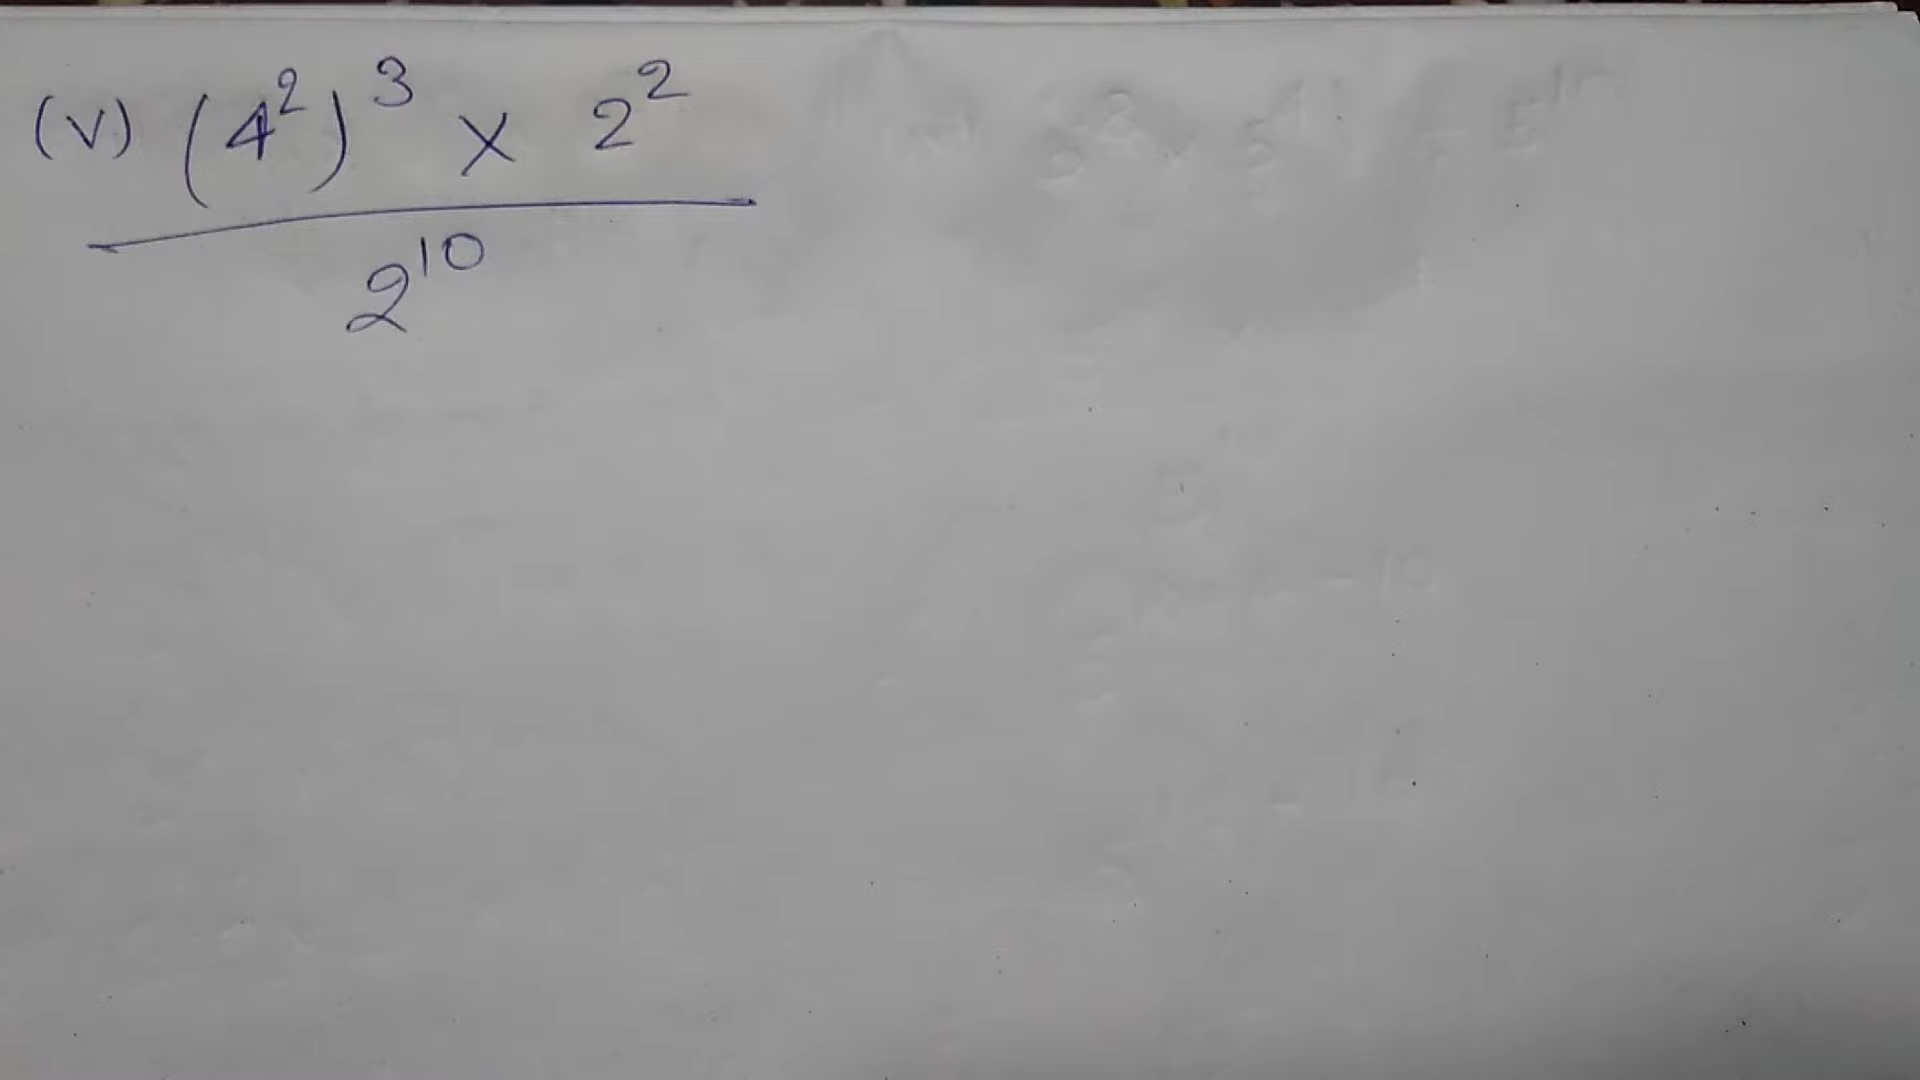 (v) (4²)³ × 2²
2¹⁰